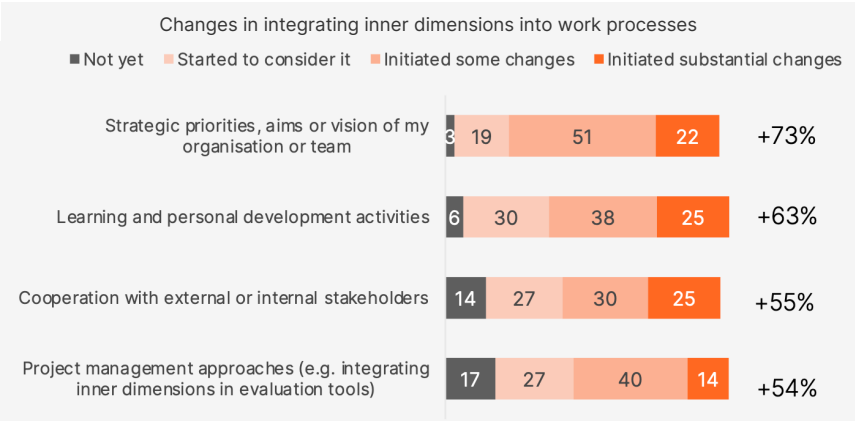 Changes in integrating inner dimensions into work processes
Not yet Started to consider it Initiated some changes Initiated substantial changes
Strategic priorities, aims or vision of my
organisation or team
3 19 51 22 +73%
Learning and personal development activities 6 30 38 25 +63%
Cooperation with external or internal stakeholders 14 27 30 25 +55%
Project management approaches (e.g. integrating
inner dimensions in evaluation tools)
17 27 40 14 +54%